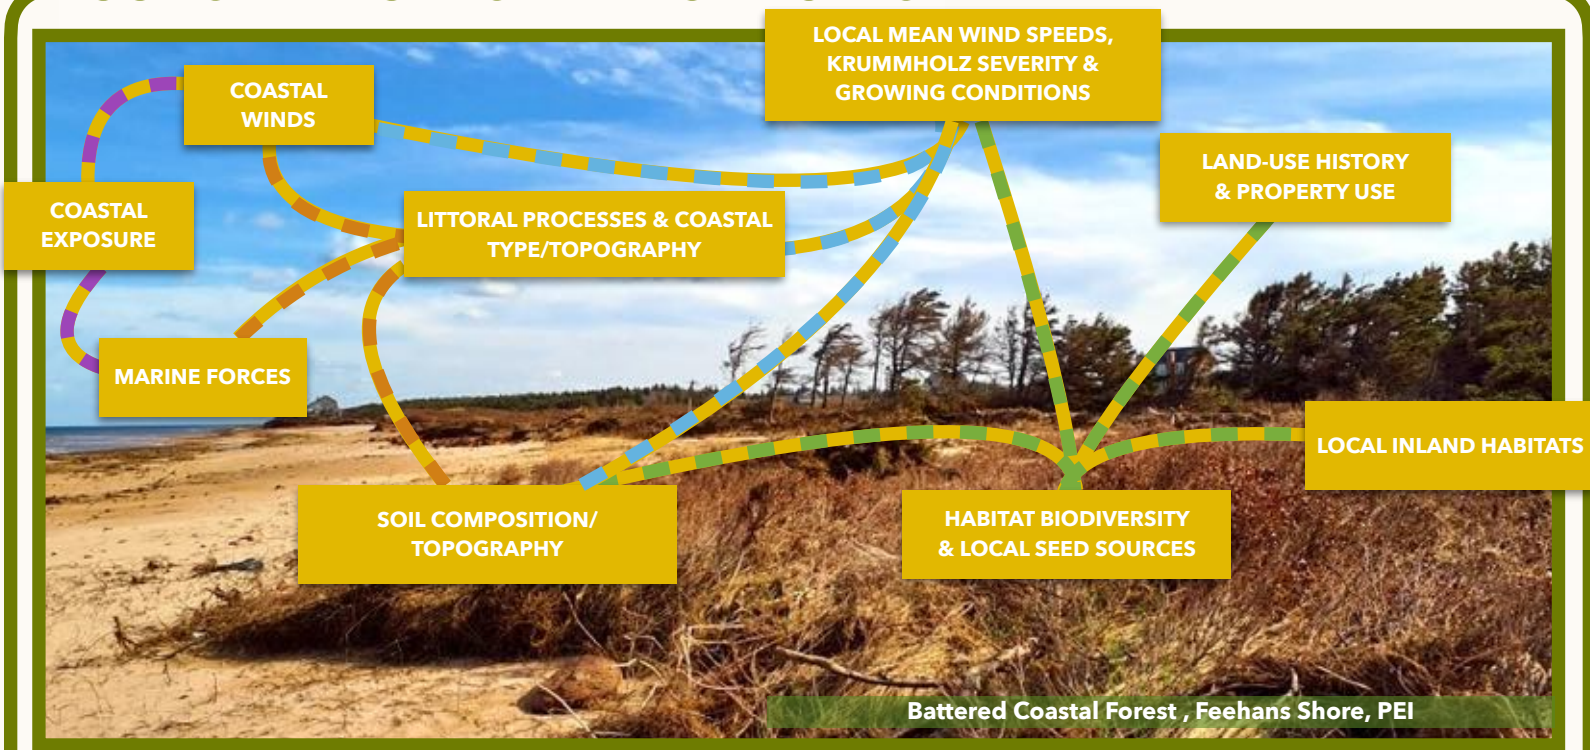 LOCAL MEAN WIND SPEEDS,
KRUMMHOLZ SEVERITY &
GROWING CONDITIONS
COASTAL
WINDS
LAND-USE HISTORY
& PROPERTY USE
COASTAL
EXPOSURE
LITTORAL PROCESSES & COASTAL
TYPE/TOPOGRAPHY
MARINE FORCES
LOCAL INLAND HABITATS
SOIL COMPOSITION/
TOPOGRAPHY
HABITAT BIODIVERSITY
& LOCAL SEED SOURCES
Battered Coastal Forest , Feehans Shore, PEI